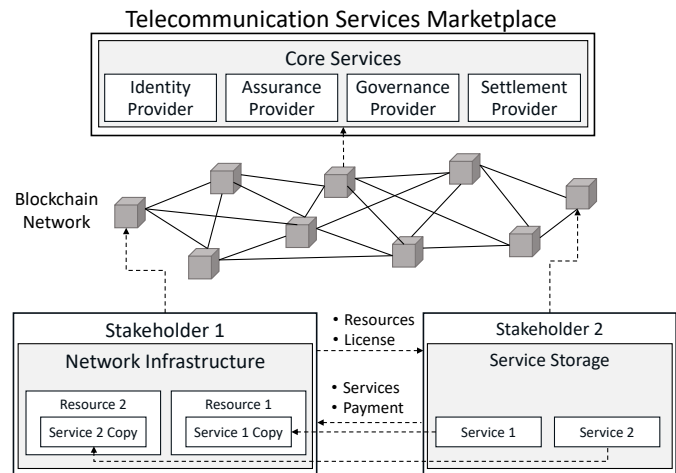 Telecommunication Services Marketplace
Core Services
Identity
Provider
Assurance
Provider
Governance
Provider
Settlement
Provider
Blockchain
Network
Stakeholder 1
Network Infrastructure
Resource 2
Service 2 Copy
Resource 1
Service 1 Copy
• Resources
• License
• Services
• Payment
Stakeholder 2
Service Storage
Service 1
Service 2